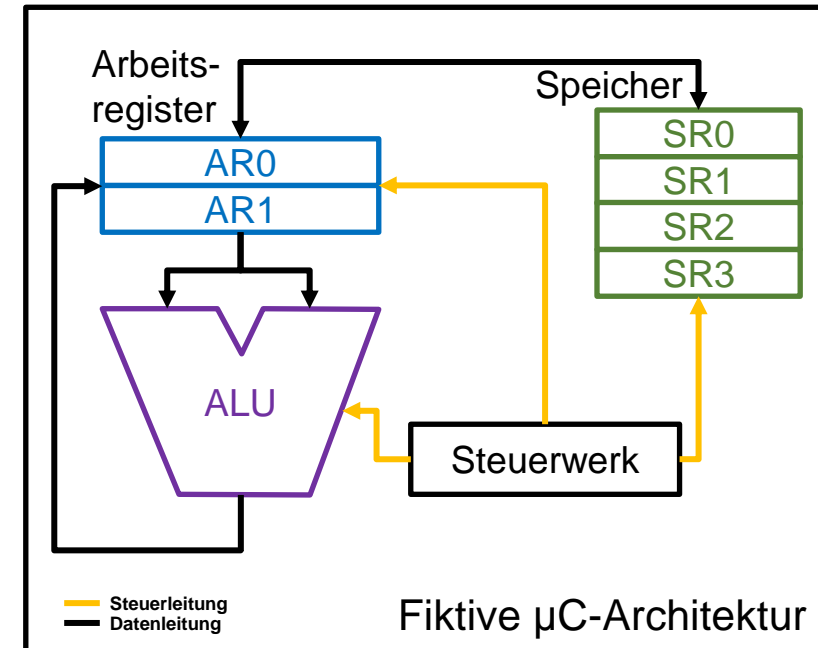 Arbeits-
register
Speicher
AR0
AR1
SR0
SR1
SR2
SR3
ALU
Steuerwerk
Steuerleitung
Datenleitung
Fiktive µC-Architektur